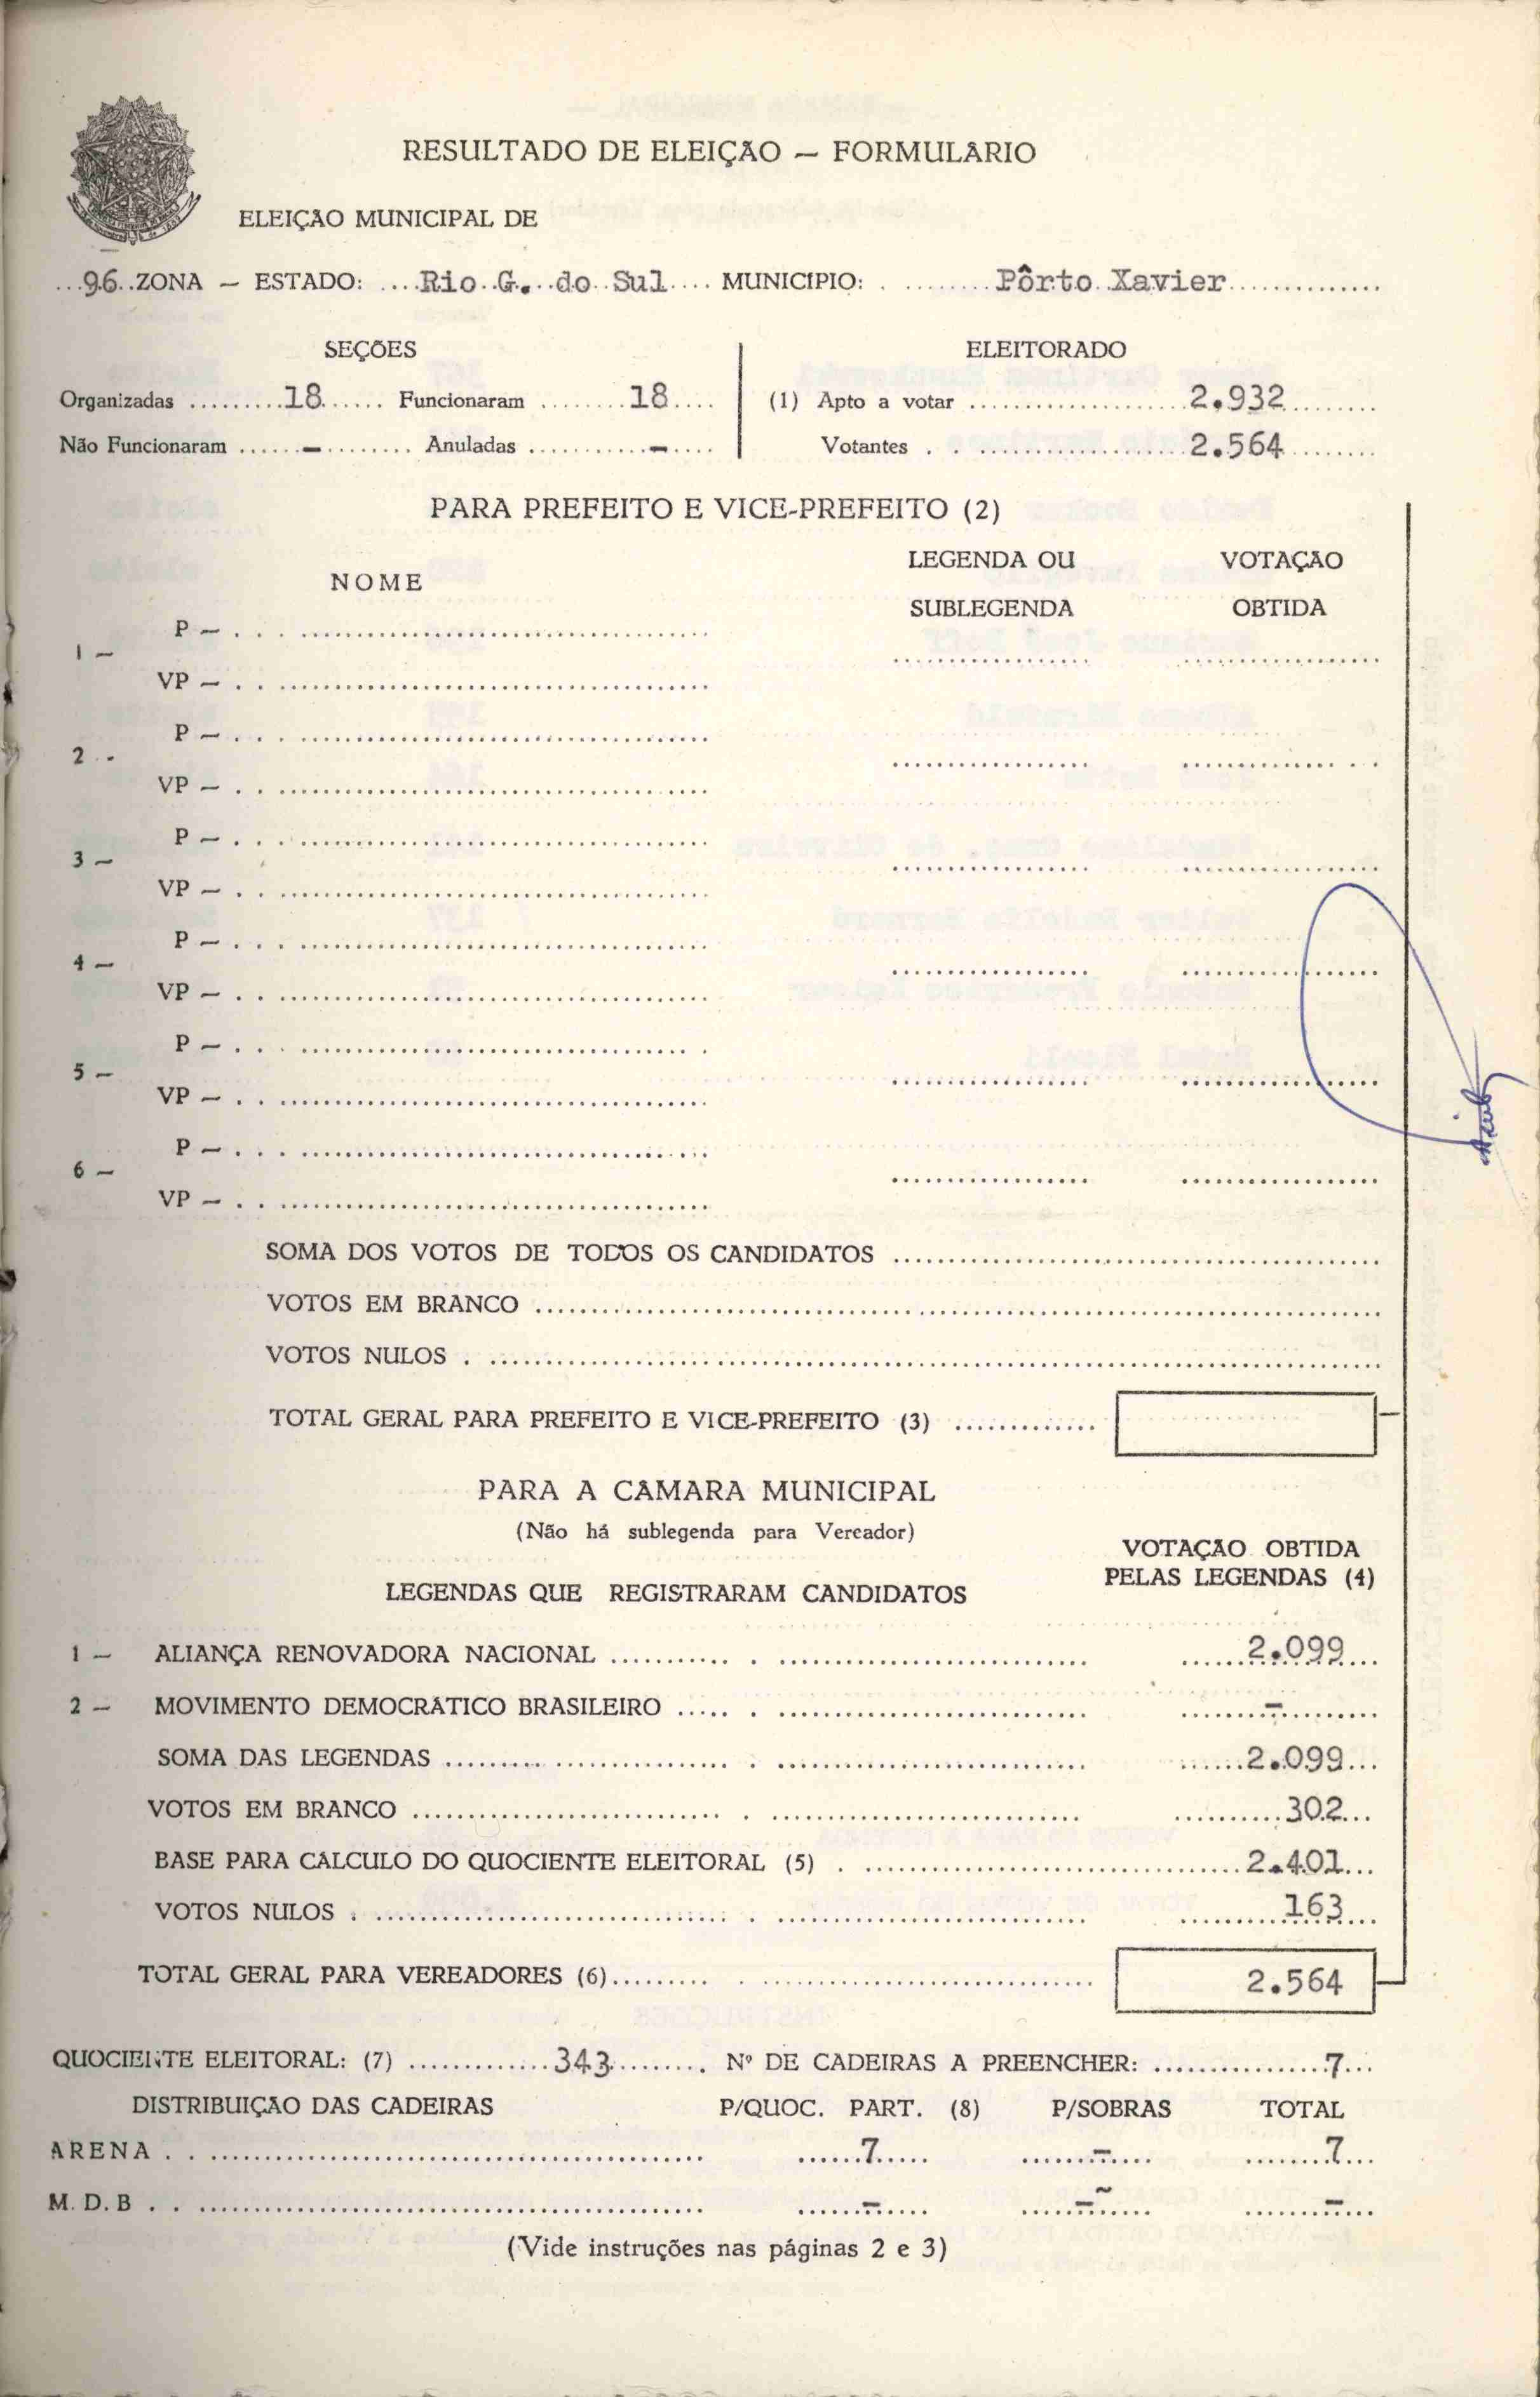 RESULTADO DE ELEIÇÃO — FORMULÁRIO
ELEIÇÃO MUNICIPAL DE
...96..ZONA — ESTADO: ....Rio..G...do..Sul.... MUNICIPIO: . ........Pôrto Xavier...............
SEÇÕES
ELEITORADO
Organizadas .........18...... Funcionaram ........18.... (1) Apto a votar ....................2.932.........
Não Funcionaram ......-........ Anuladas ...........-..... Votantes . . ...................2.564.........
PARA PREFEITO E VICE-PREFEITO (2)
NOME
LEGENDA OU SUBLEGENDA
VOTAÇÃO OBTIDA
1 —
P — . . . ..........................................
VP — . . ............................................
2 -
P — . . . ..........................................
VP — . . ............................................
3 —
P — . . . ..........................................
VP — . . ............................................
4 —
P — . . . ..........................................
VP — . . ............................................
5 —
P — . . . ..........................................
VP — . . ............................................
6 —
P — . . . ..........................................
VP — . . ............................................
SOMA DOS VOTOS DE TODOS OS CANDIDATOS ............................................
VOTOS EM BRANCO ............................................
VOTOS NULOS . ............................................
TOTAL GERAL PARA PREFEITO E VICE-PREFEITO (3) .............
PARA A CÂMARA MUNICIPAL
(Não há sublegenda para Vereador)
LEGENDAS QUE REGISTRARAM CANDIDATOS
VOTAÇÃO OBTIDA PELAS LEGENDAS (4)
1 — ALIANÇA RENOVADORA NACIONAL ........... . ............................ ......2.099...
2 — MOVIMENTO DEMOCRÁTICO BRASILEIRO ..... . ............................ ........-.........
SOMA DAS LEGENDAS ............................ . ............................ ......2.099...
VOTOS EM BRANCO ............................ . ............................ ..........302...
BASE PARA CÁLCULO DO QUOCIENTE ELEITORAL (5) . ..................................2.401...
VOTOS NULOS . ................................ . ............................ ..........163...
TOTAL GERAL PARA VEREADORES (6)......... . ................................ 2.564
QUOCIENTE ELEITORAL: (7) .............343......... Nº DE CADEIRAS A PREENCHER: .................7...
DISTRIBUIÇÃO DAS CADEIRAS P/QUOC. PART. (8) P/SOBRAS TOTAL
ARENA . . ............................................ ......7..... .......-.... ........7...
M. D. B . . ............................................ ......-..... ......-...... ........-...
(Vide instruções nas páginas 2 e 3)